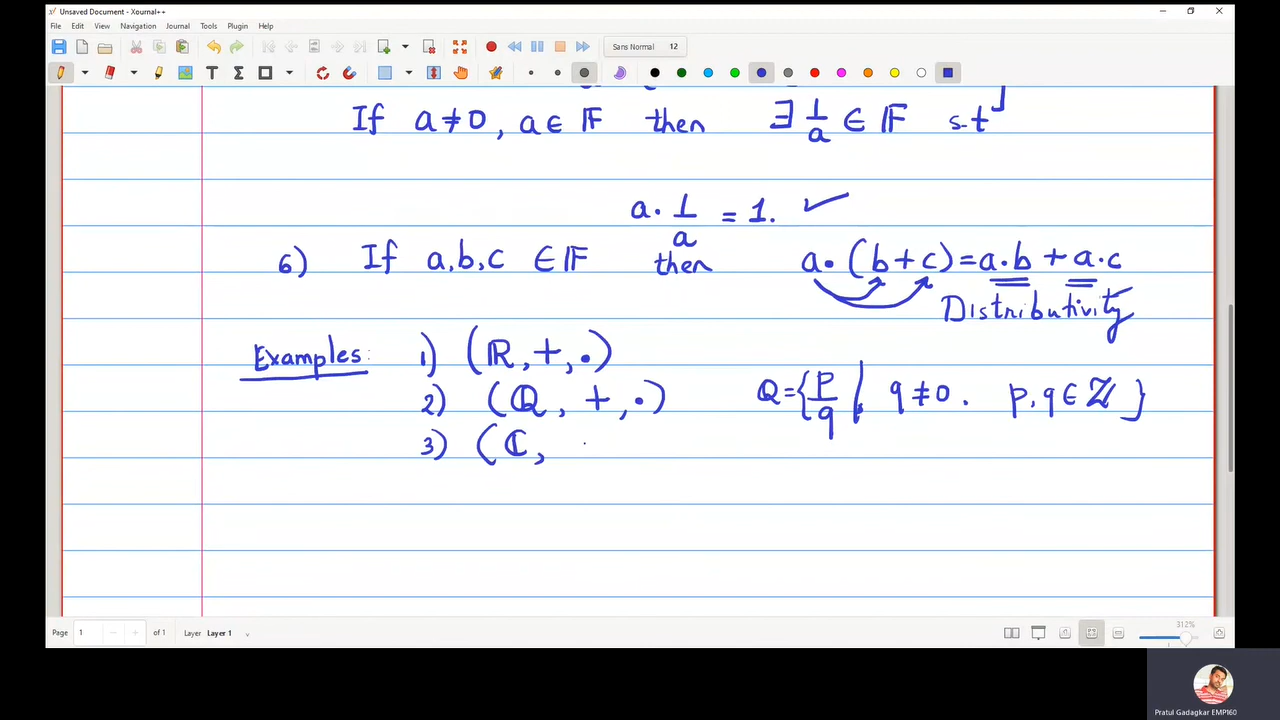 Unsaved Document - Xournal++
File Edit View Navigation Journal Tools Plugin Help
Sans Normal 12
If a≠0, a∈ 𝔽 then ∃ 1/a ∈ 𝔽 s.t
a · 1/a = 1. ✓
6) If a,b,c ∈ 𝔽 then a·(b+c)=a·b + a·c
Distributivity
Examples: 1) (ℝ, +, ·)
2) (ℚ, +, ·) ℚ={p/q | q≠0. p,q∈ℤ}
3) (ℂ,
Page 1 of 1 Layer Layer 1 312%
Pratul Gadagkar EMP160